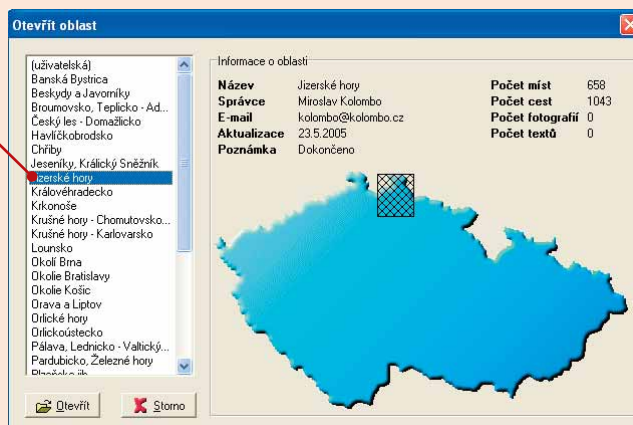 Otevřít oblast
(uživatelská)
Banská Bystrica
Beskydy a Javorníky
Broumovsko, Teplicko - Ad...
Český les - Domažlicko
Havlíčkobrodsko
Chřiby
Jeseníky, Králický Sněžník
Jizerské hory
Královéhradecko
Krkonoše
Krušné hory - Chomutovsko...
Krušné hory - Karlovarsko
Lounsko
Okolí Brna
Okolie Bratislavy
Okolie Košic
Orava a Liptov
Orlické hory
Orlickoústecko
Pálava, Lednicko - Valtický...
Pardubicko, Železné hory
Otevřít
Storno
Informace o oblasti
Název Jizerské hory
Správce Miroslav Kolombo
E-mail kolombo@kolombo.cz
Aktualizace 23.5.2005
Poznámka Dokončeno
Počet míst 658
Počet cest 1043
Počet fotografií 0
Počet textů 0